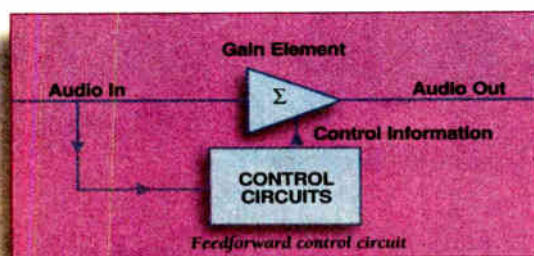 Gain Element
Audio In
Σ
Audio Out
Control Information
CONTROL
CIRCUITS
Feedforward control circuit